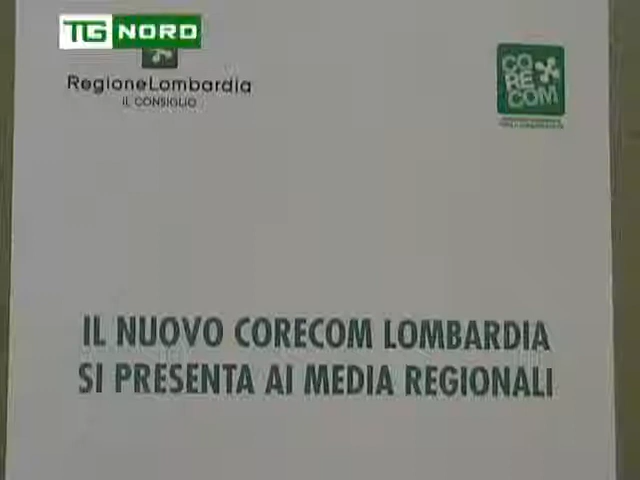 TG NORD
RegioneLombardia
IL CONSIGLIO
CO
RE
COM
IL NUOVO CORECOM LOMBARDIA
SI PRESENTA AI MEDIA REGIONALI